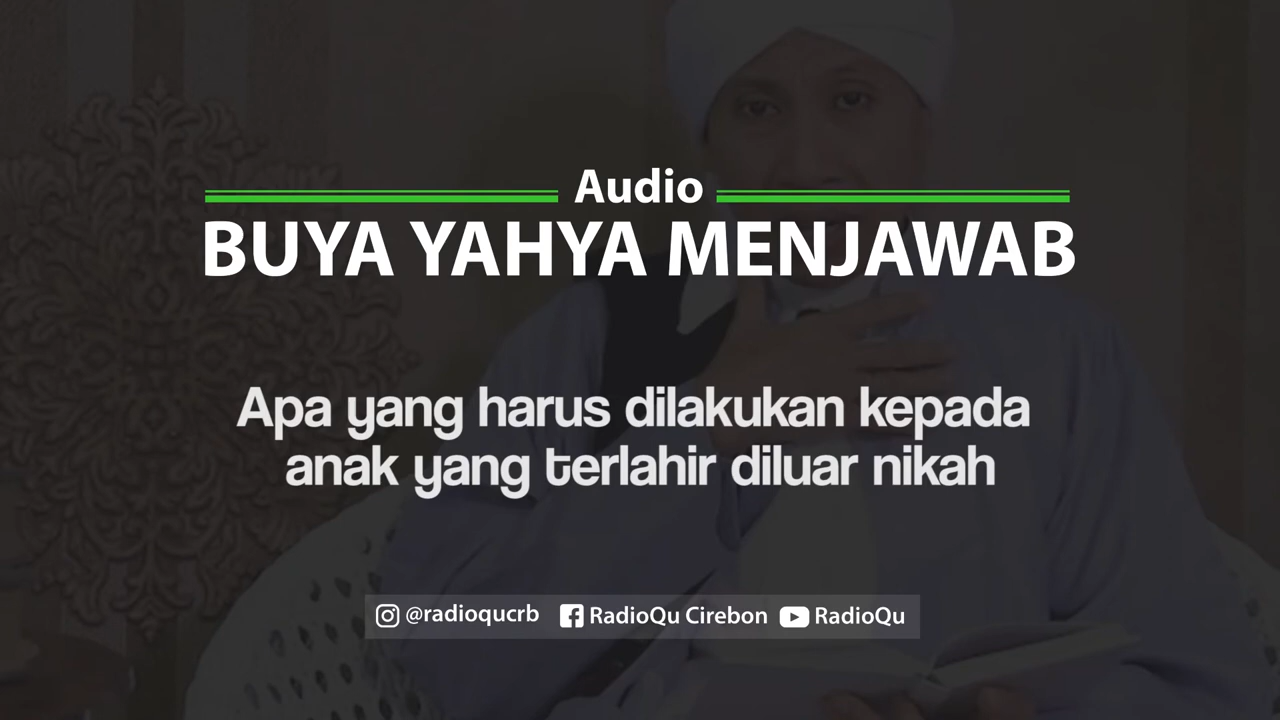 Audio
BUYA YAHYA MENJAWAB
Apa yang harus dilakukan kepada
anak yang terlahir diluar nikah
@radioqucrb RadioQu Cirebon RadioQu